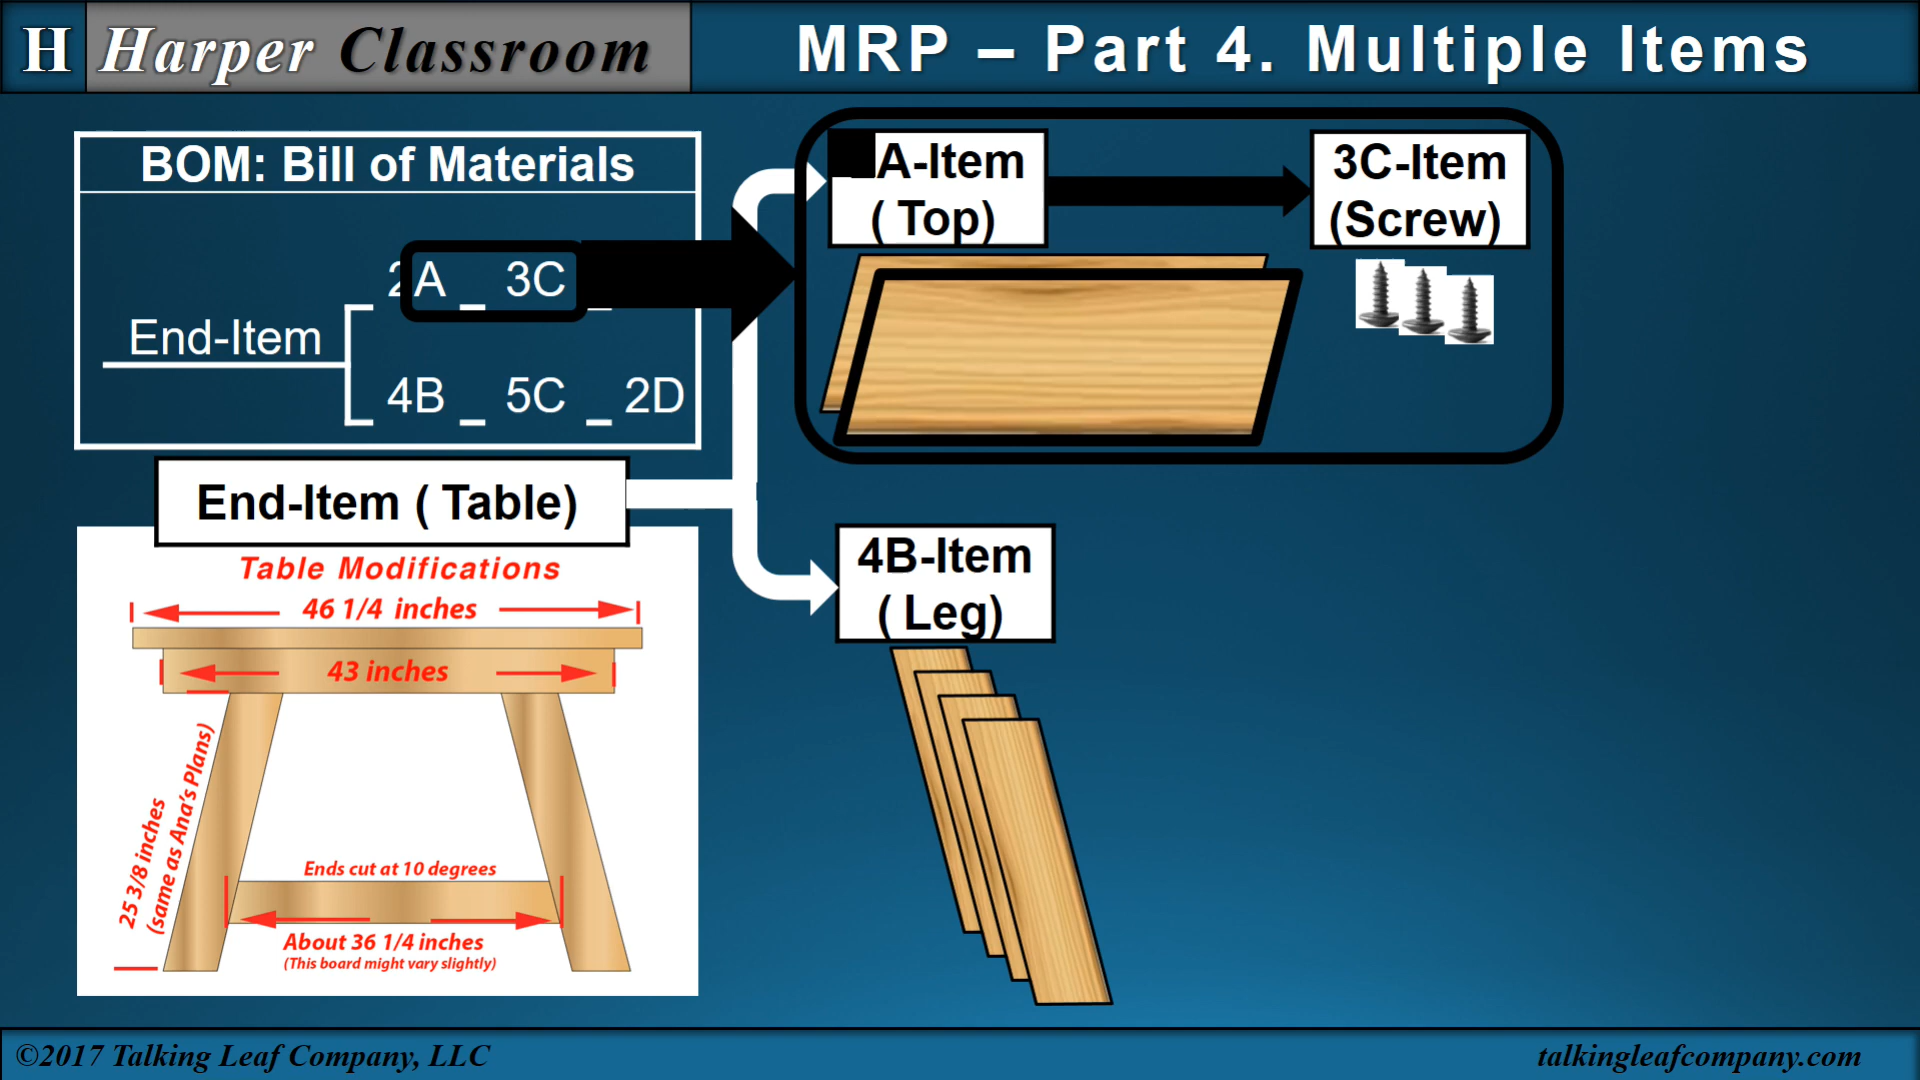 H Harper Classroom
MRP – Part 4. Multiple Items
BOM: Bill of Materials
2A _ 3C _
End-Item
4B _ 5C _ 2D
A-Item
( Top)
3C-Item
(Screw)
End-Item ( Table)
4B-Item
( Leg)
Table Modifications
46 1/4 inches
43 inches
25 3/8 inches
(same as Ana's Plans)
Ends cut at 10 degrees
About 36 1/4 inches
(This board might vary slightly)
©2017 Talking Leaf Company, LLC
talkingleafcompany.com